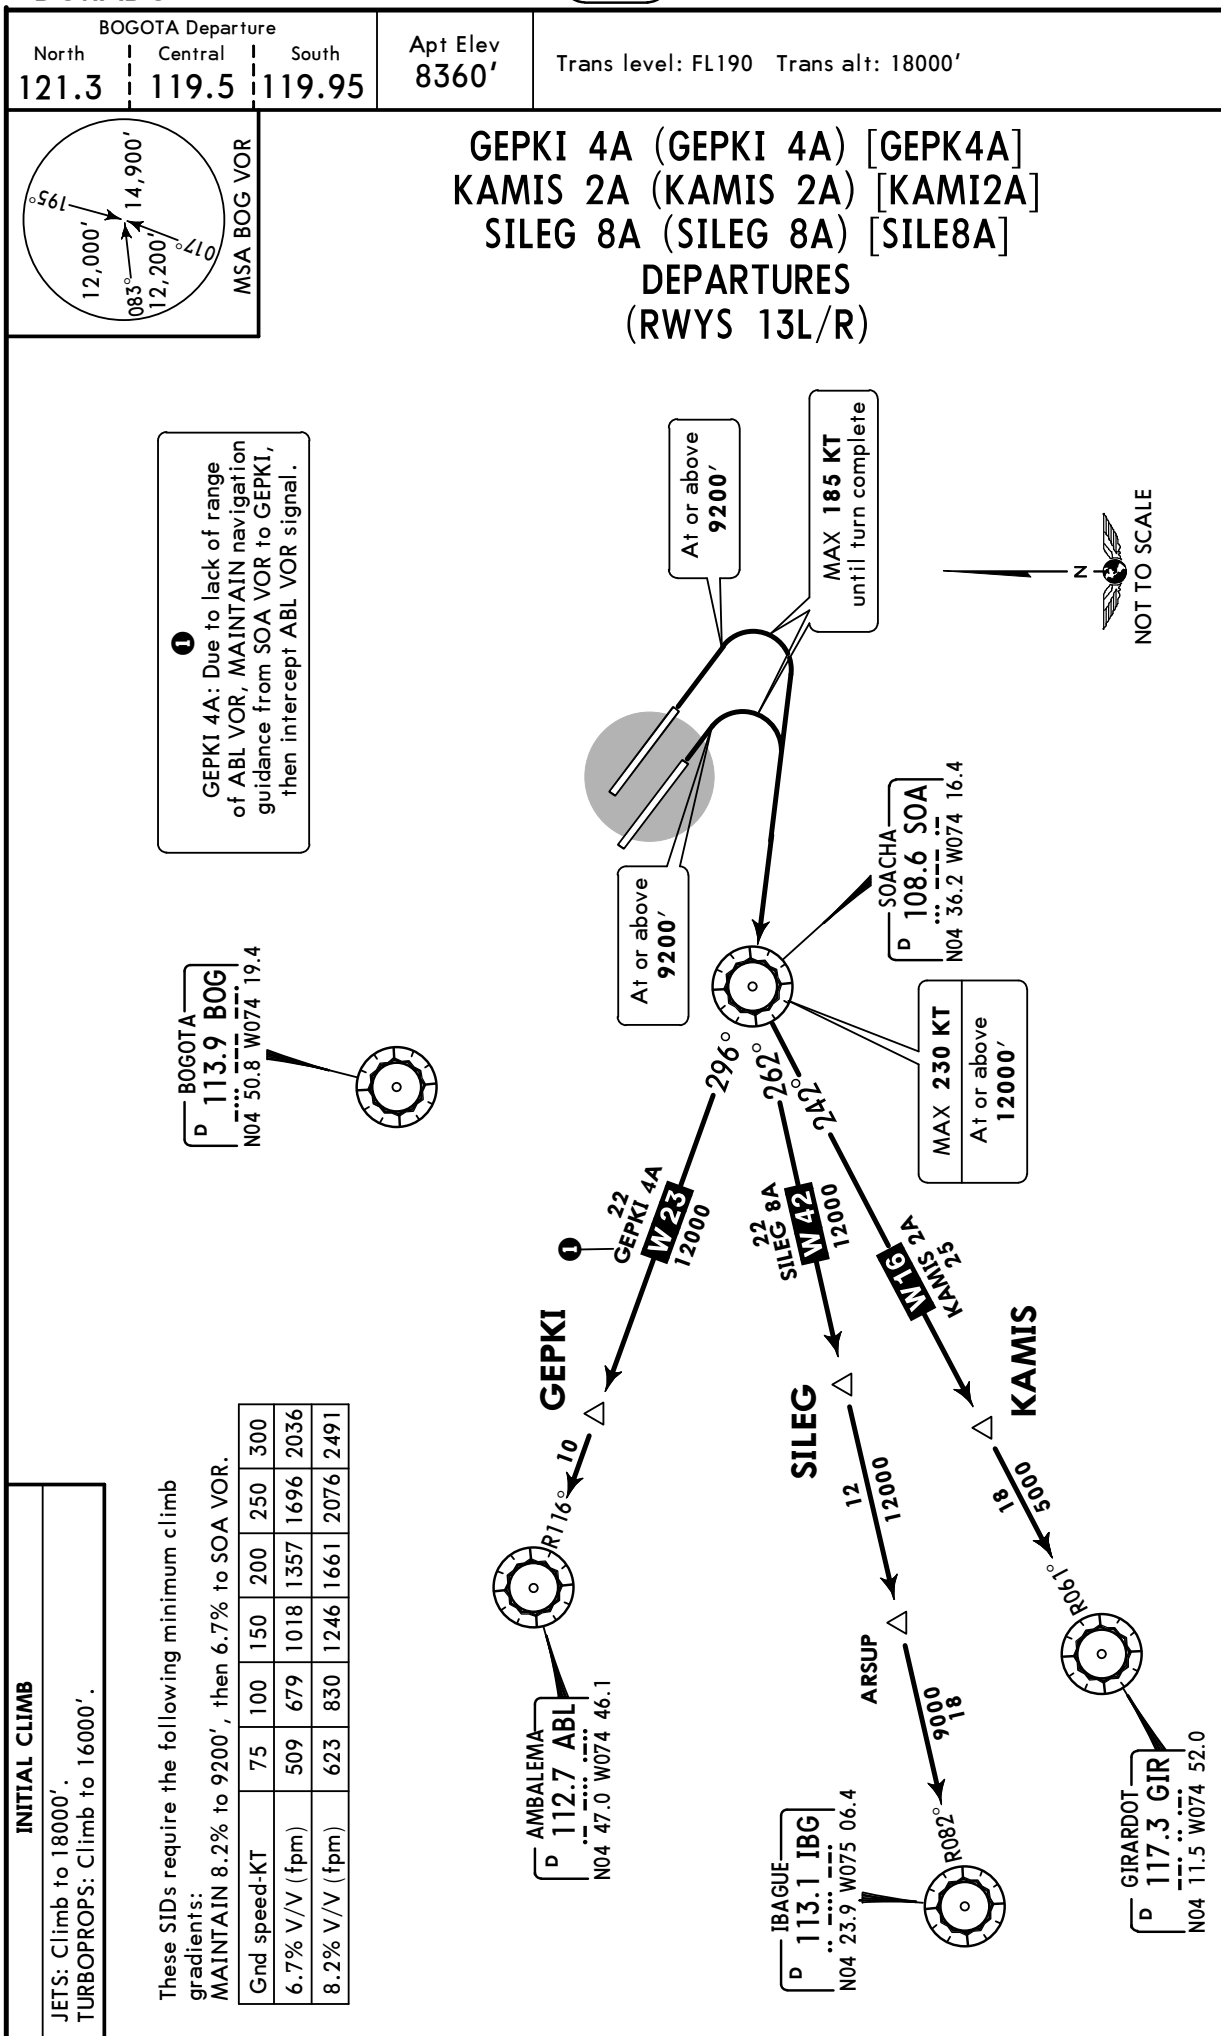 BOGOTA Departure
North Central South
121.3 119.5 119.95
Apt Elev
8360'
Trans level: FL190 Trans alt: 18000'
195°
14,900'
12,000'
017°
083°
12,200'
MSA BOG VOR
GEPKI 4A (GEPKI 4A) [GEPK4A]
KAMIS 2A (KAMIS 2A) [KAMI2A]
SILEG 8A (SILEG 8A) [SILE8A]
DEPARTURES
(RWYS 13L/R)
1
GEPKI 4A: Due to lack of range
of ABL VOR, MAINTAIN navigation
guidance from SOA VOR to GEPKI,
then intercept ABL VOR signal.
At or above
9200'
MAX 185 KT
until turn complete
N
NOT TO SCALE
At or above
9200'
SOACHA
D 108.6 SOA
N04 36.2 W074 16.4
MAX 230 KT
At or above
12000'
BOGOTA
D 113.9 BOG
N04 50.8 W074 19.4
296°
262°
242°
1
22
GEPKI 4A
W 23
12000
22
SILEG 8A
W 42
12000
W 16
KAMIS 2A
25
GEPKI
SILEG
KAMIS
10
R116°
12
12000
18
5000
R061°
ARSUP
9000
18
R082°
AMBALEMA
D 112.7 ABL
N04 47.0 W074 46.1
IBAGUE
D 113.1 IBG
N04 23.9 W075 06.4
GIRARDOT
D 117.3 GIR
N04 11.5 W074 52.0
INITIAL CLIMB
JETS: Climb to 18000'.
TURBOPROPS: Climb to 16000'.
These SIDs require the following minimum climb
gradients:
MAINTAIN 8.2% to 9200', then 6.7% to SOA VOR.
Gnd speed-KT 75 100 150 200 250 300
6.7% V/V (fpm) 509 679 1018 1357 1696 2036
8.2% V/V (fpm) 623 830 1246 1661 2076 2491